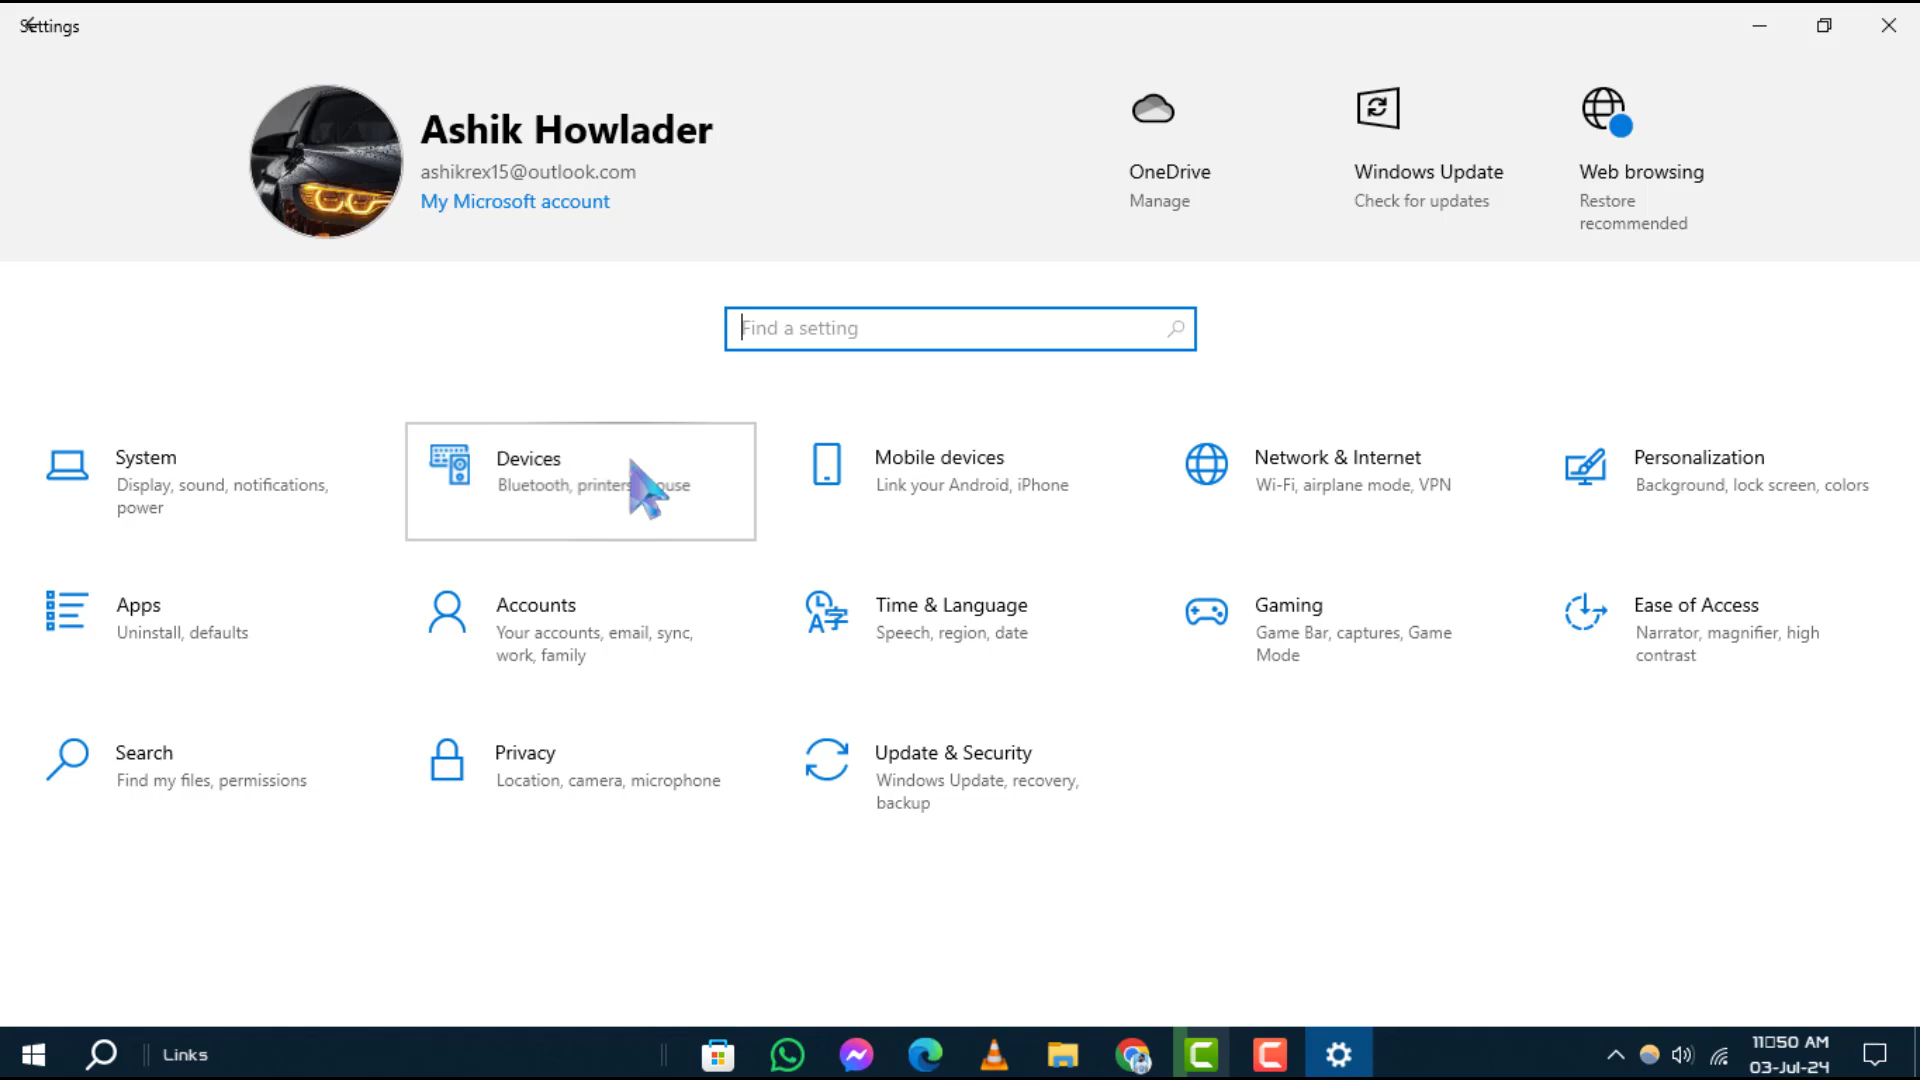 Settings
Ashik Howlader
ashikrex15@outlook.com
My Microsoft account
OneDrive
Manage
Windows Update
Check for updates
Web browsing
Restore
recommended
Find a setting
System
Display, sound, notifications,
power
Devices
Bluetooth, printers
Mobile devices
Link your Android, iPhone
Network & Internet
Wi-Fi, airplane mode, VPN
Personalization
Background, lock screen, colors
Apps
Uninstall, defaults
Accounts
Your accounts, email, sync,
work, family
Time & Language
Speech, region, date
Gaming
Game Bar, captures, Game
Mode
Ease of Access
Narrator, magnifier, high
contrast
Search
Find my files, permissions
Privacy
Location, camera, microphone
Update & Security
Windows Update, recovery,
backup
Links
11□50 AM
03-Jul-24